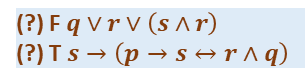 (?) F q ∨ r ∨ (s ∧ r)
(?) T s → (p → s ↔ r ∧ q)